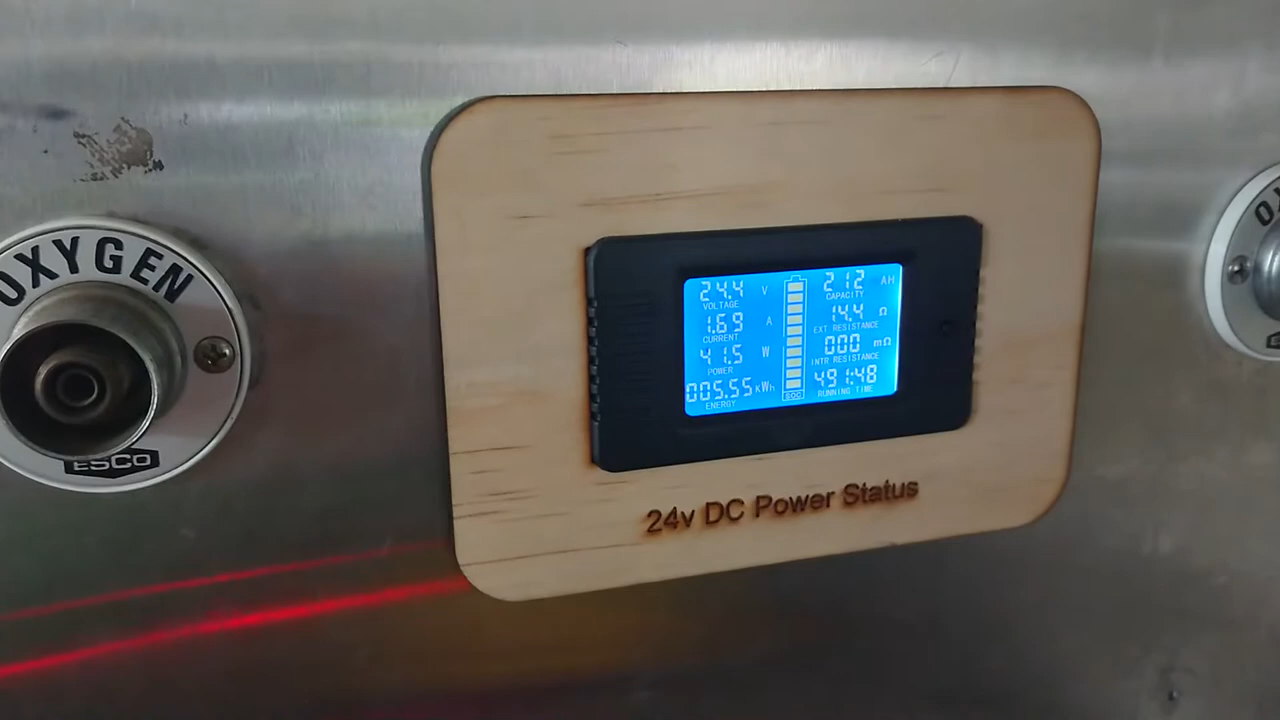 OXYGEN
ESCO
24.4 V
VOLTAGE
1.69 A
CURRENT
41.5 W
POWER
005.55 KWh
ENERGY
SOC
212 AH
CAPACITY
14.4 Ω
EXT RESISTANCE
000 mΩ
INTR RESISTANCE
491:48
RUNNING TIME
24v DC Power Status